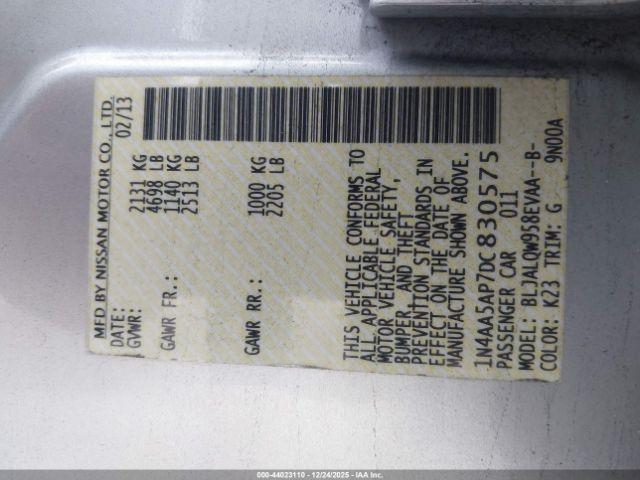 MFD BY NISSAN MOTOR CO., LTD.
DATE: 02/13
GVWR: 2131 KG
4698 LB
GAWR FR.: 1140 KG
2513 LB
GAWR RR.: 1000 KG
2205 LB
THIS VEHICLE CONFORMS TO
ALL APPLICABLE FEDERAL
MOTOR VEHICLE SAFETY,
BUMPER, AND THEFT
PREVENTION STANDARDS IN
EFFECT ON THE DATE OF
MANUFACTURE SHOWN ABOVE.
1N4AA5AP7DC830575
PASSENGER CAR 011
MODEL: BLJALQW958EVAA--B-
COLOR: K23 TRIM: G 9N00A
000-44023110 - 12/24/2025 - IAA Inc.